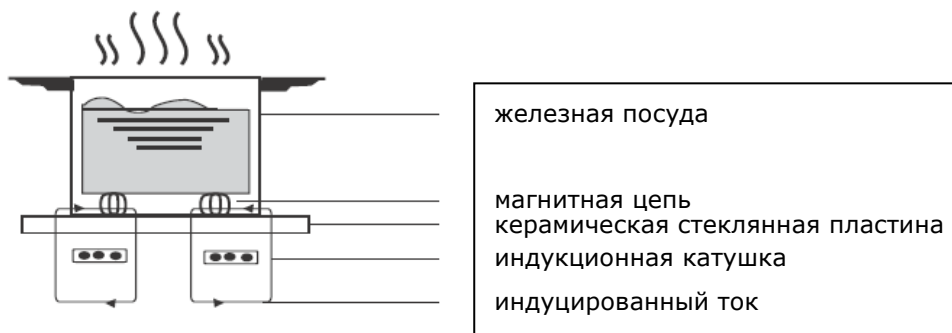 железная посуда
магнитная цепь
керамическая стеклянная пластина
индукционная катушка
индуцированный ток